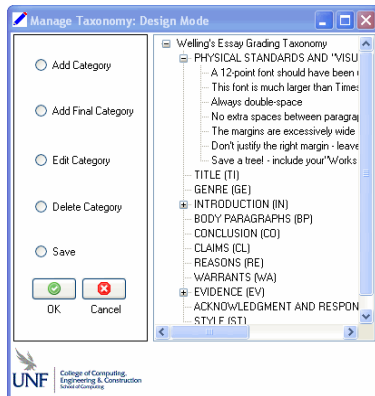 Manage Taxonomy: Design Mode
Add Category
Add Final Category
Edit Category
Delete Category
Save
OK
Cancel
Welling's Essay Grading Taxonomy
PHYSICAL STANDARDS AND "VISU
A 12-point font should have been
This font is much larger than Times
Always double-space
No extra spaces between paragrap
The margins are excessively wide
Don't justify the right margin - leave
Save a tree! - include your "Works
TITLE (TI)
GENRE (GE)
INTRODUCTION (IN)
BODY PARAGRAPHS (BP)
CONCLUSION (CO)
CLAIMS (CL)
REASONS (RE)
WARRANTS (WA)
EVIDENCE (EV)
ACKNOWLEDGMENT AND RESPON
STYLE (ST)
UNF
College of Computing,
Engineering & Construction
School of Computing